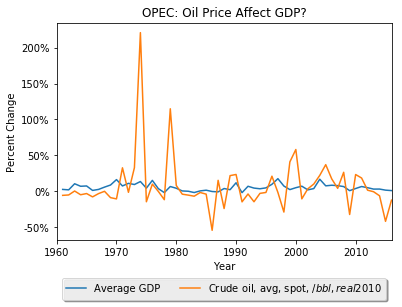 OPEC: Oil Price Affect GDP?
200%
150%
100%
50%
0%
-50%
Percent Change
1960 1970 1980 1990 2000 2010
Year
Average GDP Crude oil, avg, spot, /bbl, real2010